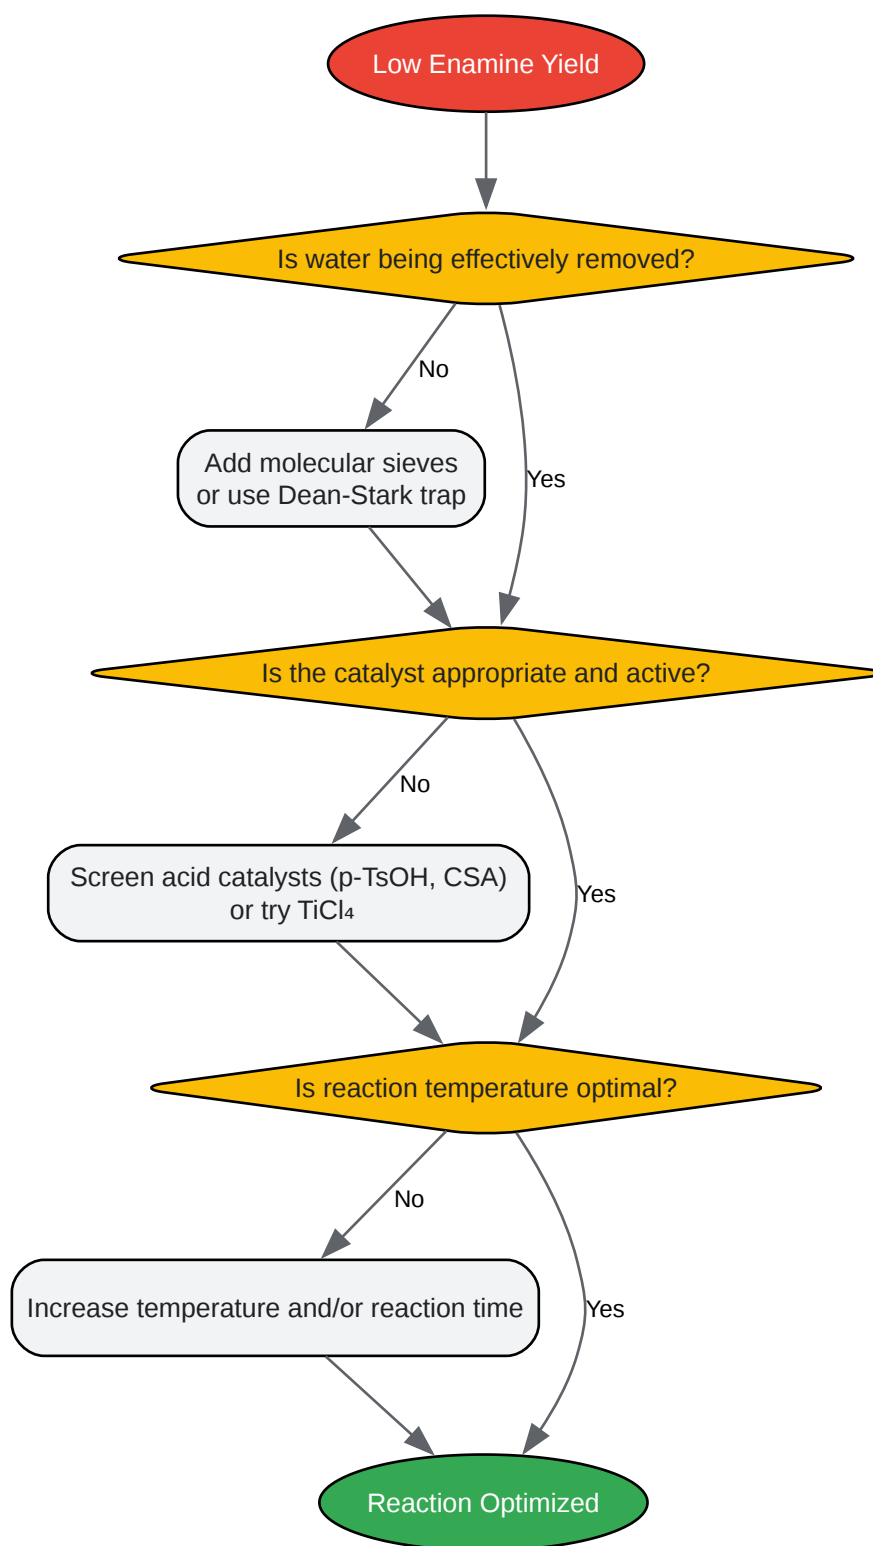 Low Enamine Yield
Is water being effectively removed?
No
Add molecular sieves
or use Dean-Stark trap
Yes
Is the catalyst appropriate and active?
No
Screen acid catalysts (p-TsOH, CSA)
or try TiCl₄
Yes
Is reaction temperature optimal?
No
Increase temperature and/or reaction time
Yes
Reaction Optimized